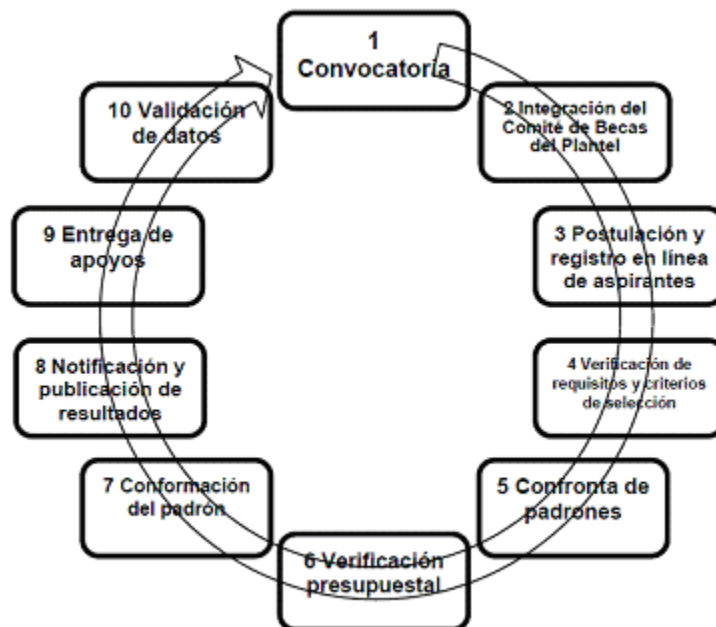 1
Convocatoria
2 Integración del
Comité de Becas
del Plantel
3 Postulación y
registro en línea
de aspirantes
4 Verificación de
requisitos y criterios
de selección
5 Confronta de
padrones
6 Verificación
presupuestal
7 Conformación
del padrón
8 Notificación y
publicación de
resultados
9 Entrega de
apoyos
10 Validación
de datos